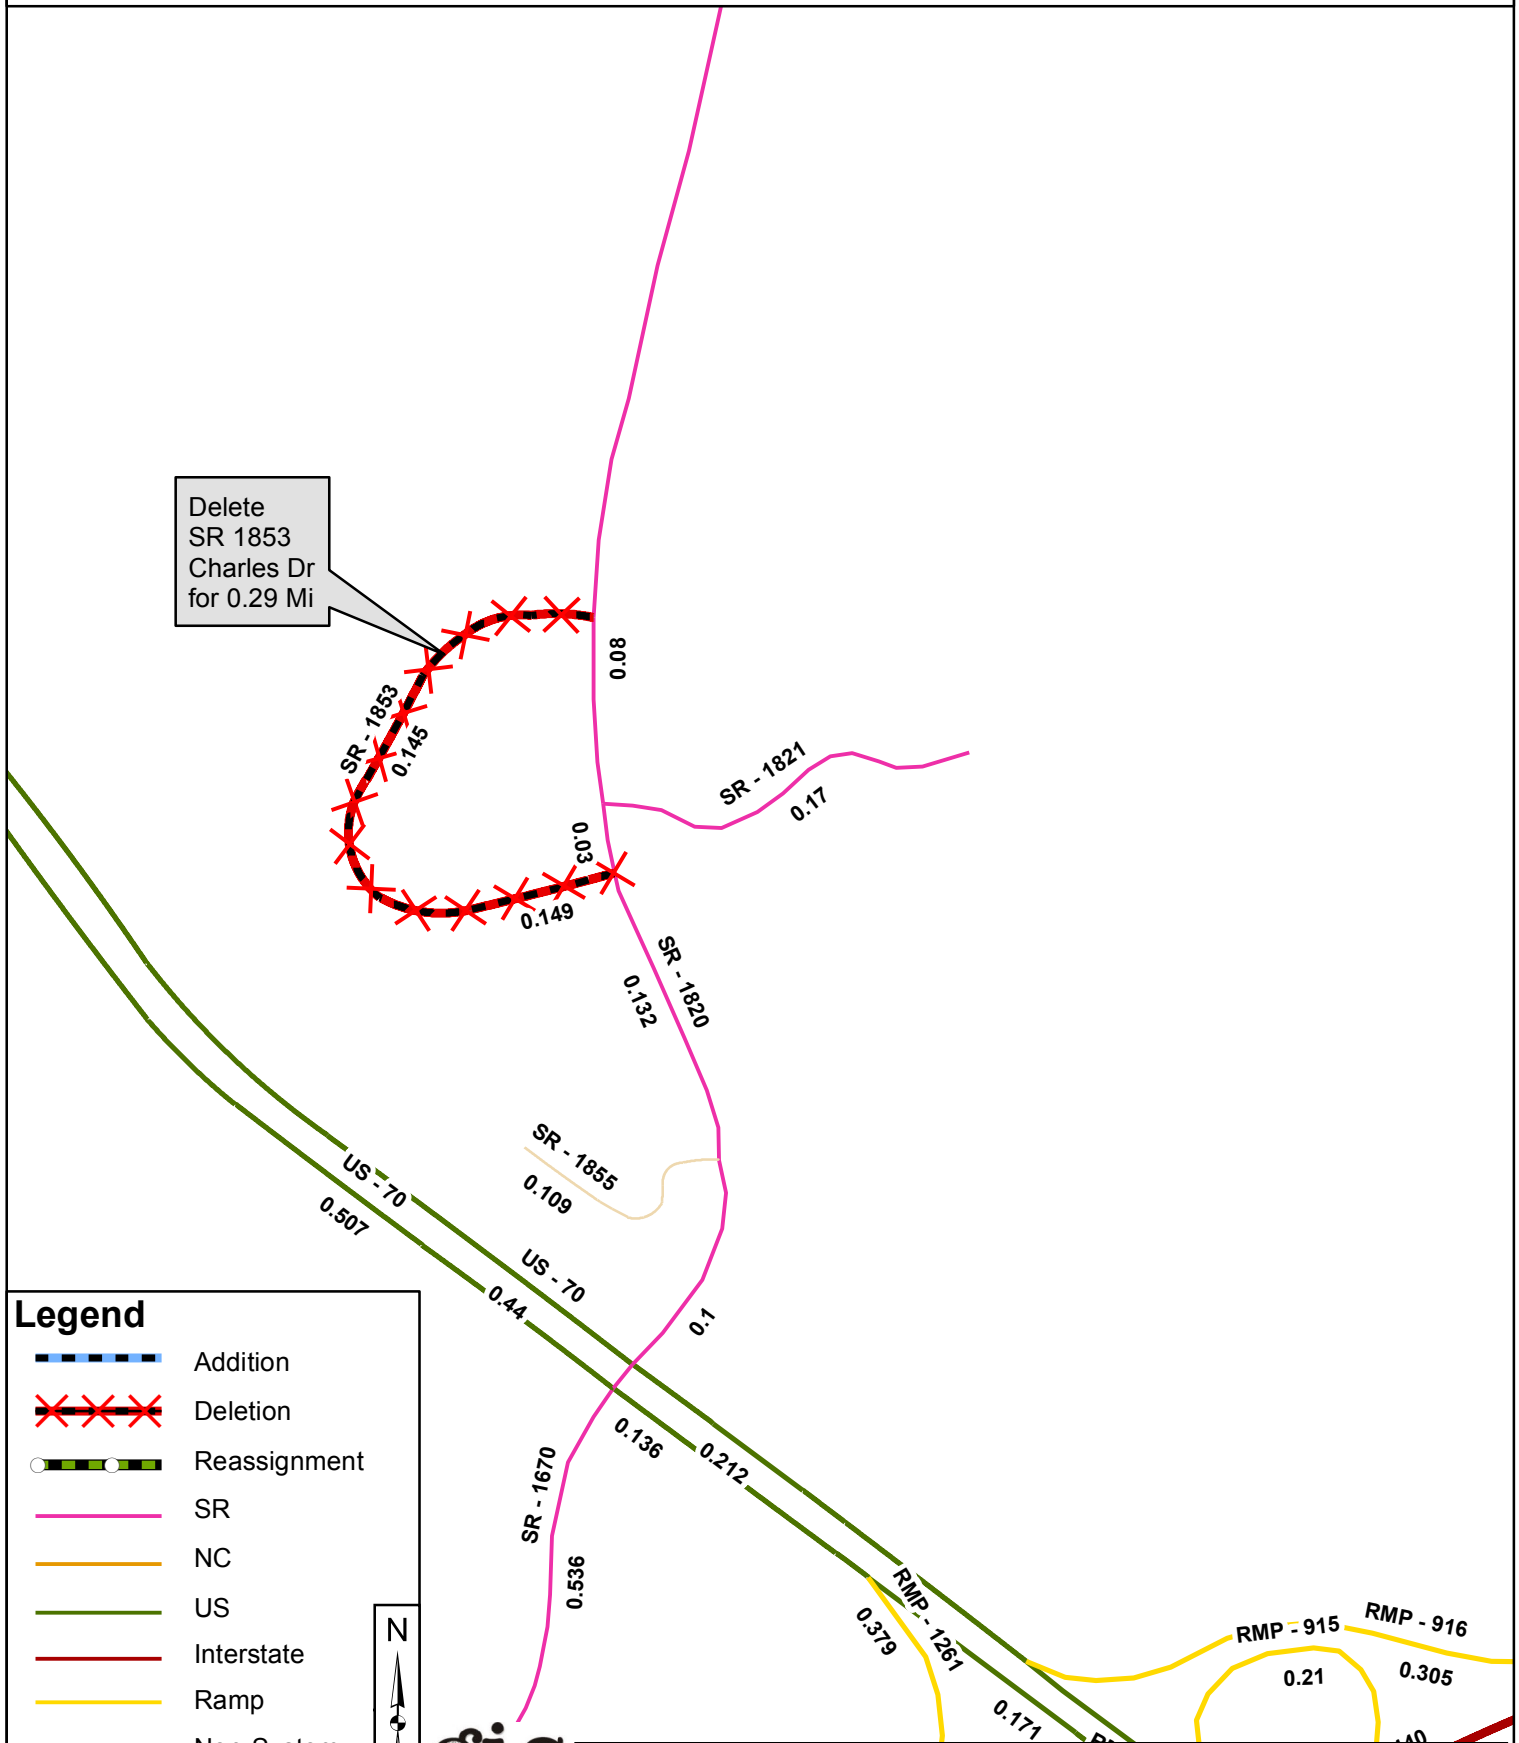 Delete
SR 1853
Charles Dr
for 0.29 Mi
0.08
SR - 1853
0.145
SR - 1821
0.17
0.03
0.149
SR - 1820
0.132
SR - 1855
0.109
US - 70
0.507
US - 70
0.44
0.1
0.136
0.212
SR - 1670
0.536
RMP - 1261
0.379
0.171
RMP - 915
RMP - 916
0.21
0.305
Legend
Addition
Deletion
Reassignment
SR
NC
US
Interstate
Ramp
N